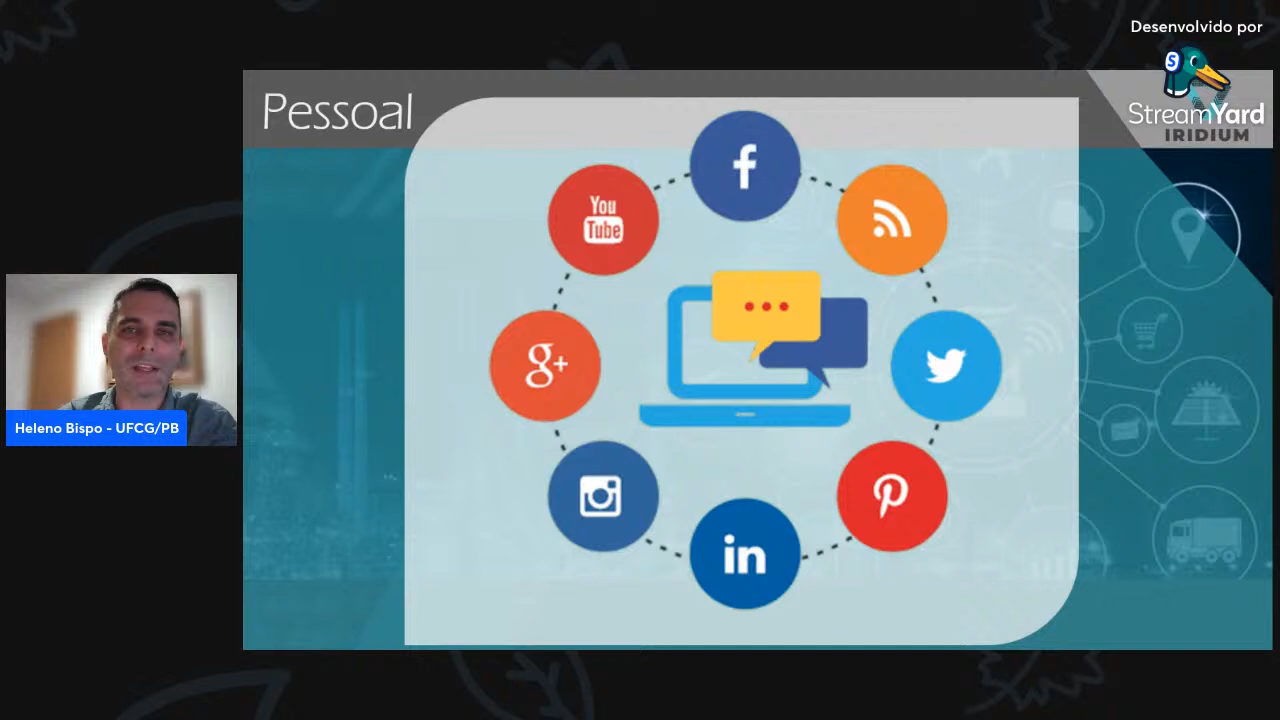 Desenvolvido por
StreamYard
IRIDIUM
Pessoal
f
You
Tube
g+
in
Heleno Bispo - UFCG/PB